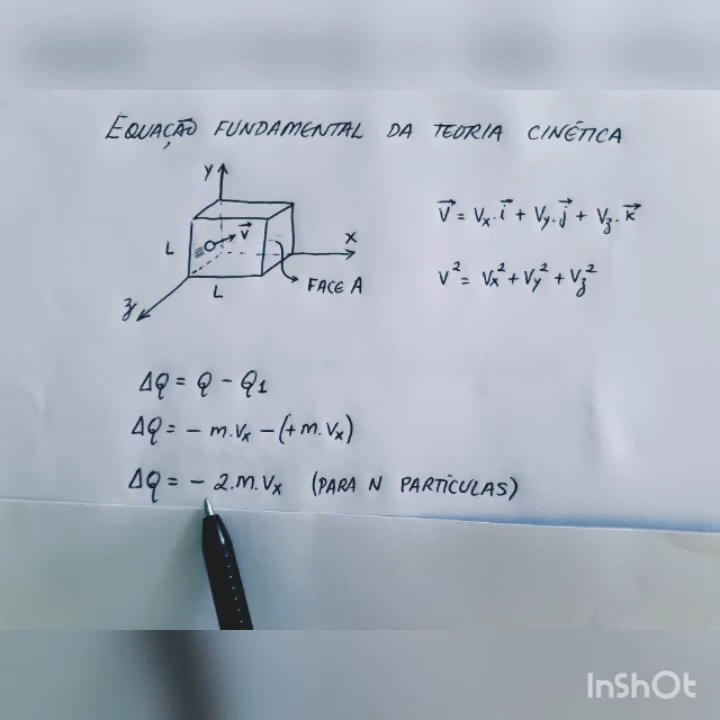 EQUAÇÃO FUNDAMENTAL DA TEORIA CINÉTICA
y
L
v⃗
x
L
FACE A
z
v⃗ = Vx.i⃗ + Vy.j⃗ + Vz.k⃗
v² = Vx² + Vy² + Vz²
ΔQ = Q - Q1
ΔQ = - m.Vx - (+m.Vx)
ΔQ = - 2.m.Vx (PARA N PARTÍCULAS)
InShOt